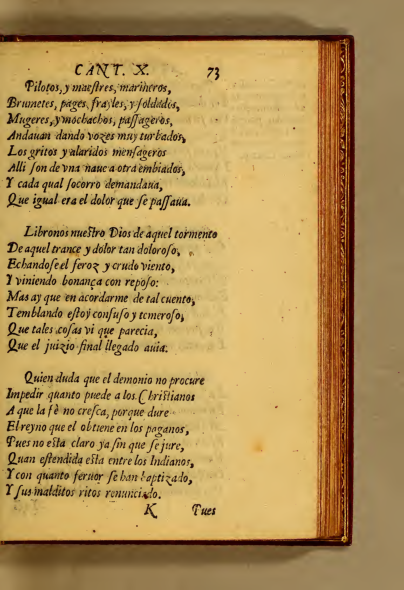 CANT. X. 73
Pilotos, y maeſtres, marineros,
Brumetes, pages, frayles, y ſoldados,
Mugeres, y mochachos, paſſageros,
Andauan dando vozes muy turbados,
Los gritos y alaridos menſageros
Alli ſon de vna naue a otra embiados,
Y cada qual ſocorro demandaua,
Que igual era el dolor que ſe paſſaua.
Libronos nueſtro Dios de aquel tormento
De aquel trance y dolor tan doloroſo,
Echandoſe el feroz y crudo viento,
Y viniendo bonança con repoſo:
Mas ay que en acordarme de tal cuento,
Temblando eſtoy confuſo y temeroſo,
Que tales coſas vi que parecia,
Que el juizio final llegado auia.
Quien duda que el demonio no procure
Impedir quanto puede a los Chriſtianos
A que la fè no creſca, porque dure
El reyno que el obtiene en los paganos,
Pues no eſta claro ya ſin que ſe jure,
Quan eſtendida eſta entre los Indianos,
Y con quanto feruor ſe han baptizado,
Y ſus malditos ritos renunciado.
K Pues